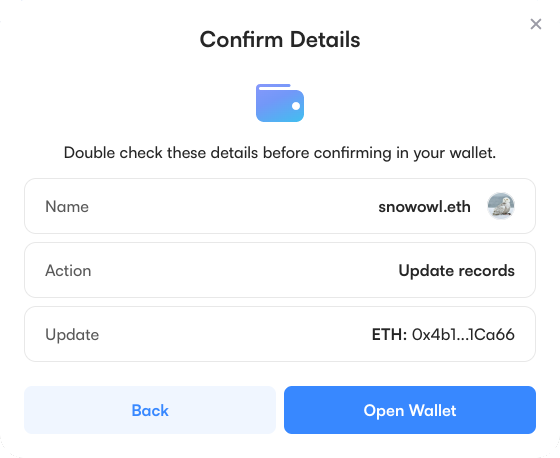 Confirm Details
Double check these details before confirming in your wallet.
Name snowowl.eth
Action Update records
Update ETH: 0x4b1...1Ca66
Back Open Wallet